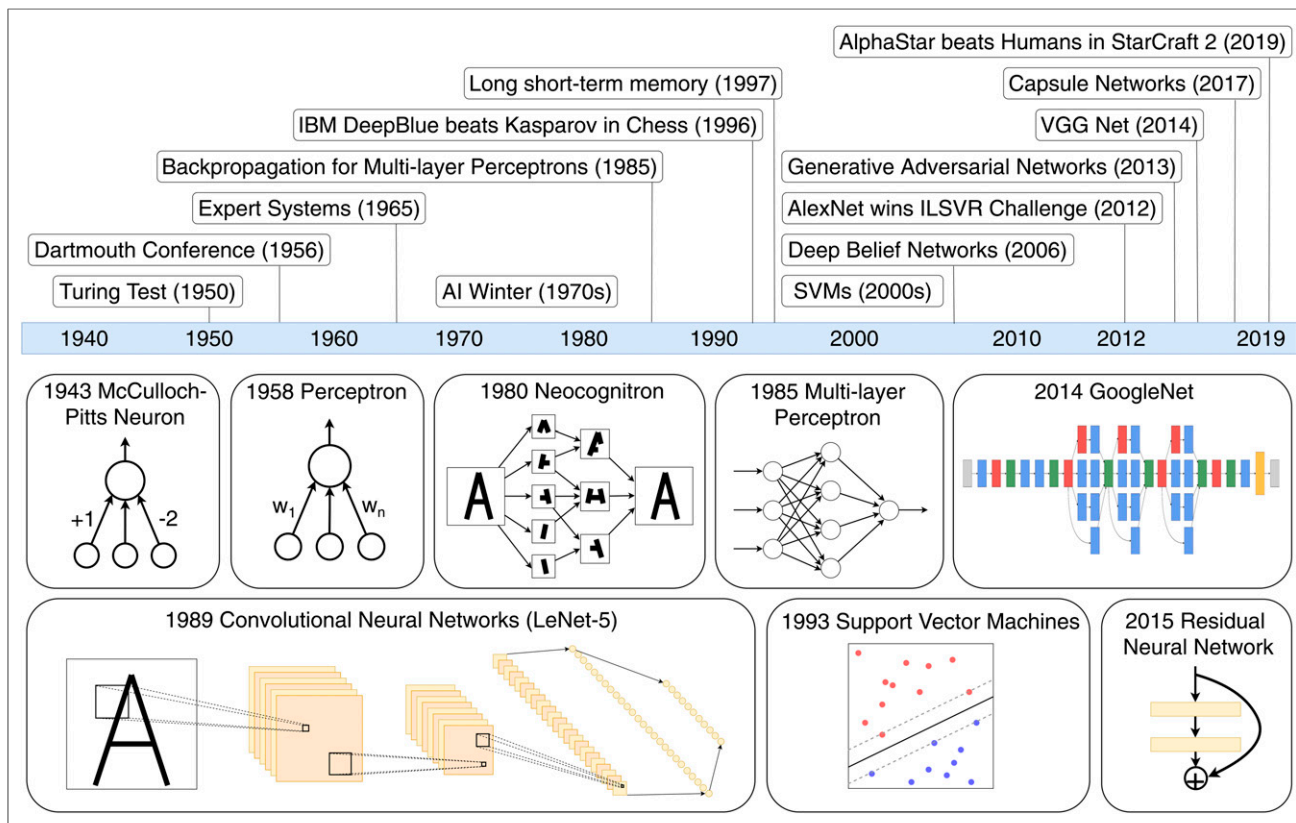 AlphaStar beats Humans in StarCraft 2 (2019)
Long short-term memory (1997)
Capsule Networks (2017)
IBM DeepBlue beats Kasparov in Chess (1996)
VGG Net (2014)
Backpropagation for Multi-layer Perceptrons (1985)
Generative Adversarial Networks (2013)
Expert Systems (1965)
AlexNet wins ILSVR Challenge (2012)
Dartmouth Conference (1956)
Deep Belief Networks (2006)
Turing Test (1950)
AI Winter (1970s)
SVMs (2000s)
1940 1950 1960 1970 1980 1990 2000 2010 2012 2019
1943 McCulloch-
Pitts Neuron
+1 -2
1958 Perceptron
w1 wn
1980 Neocognitron
A A
1985 Multi-layer
Perceptron
2014 GoogleNet
1989 Convolutional Neural Networks (LeNet-5)
A
1993 Support Vector Machines
2015 Residual
Neural Network
+